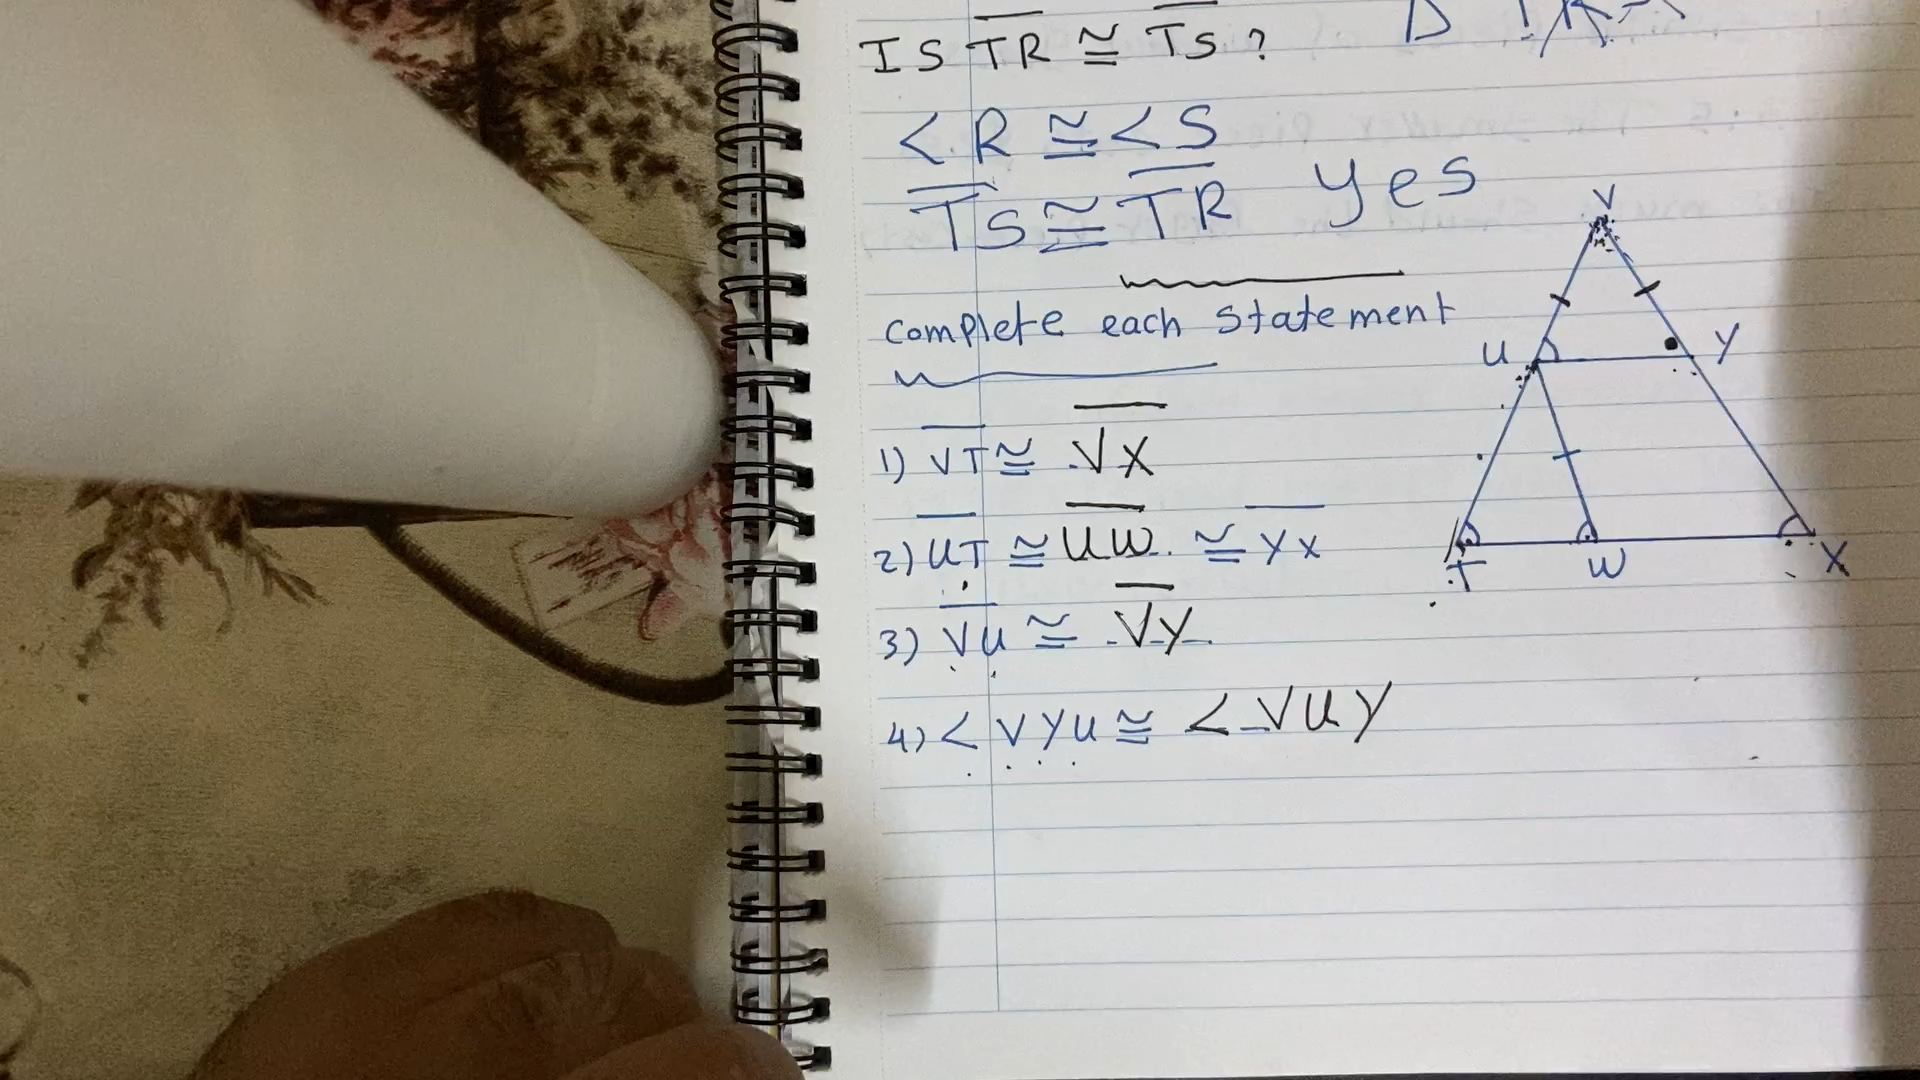 IS TR ≅ TS?
<R ≅ <S
TS ≅ TR yes
complete each statement
1) VT ≅ VX
2) UT ≅ UW ≅ YX
3) VU ≅ VY
4) < VYU ≅ < VUY
V
U
Y
T
W
X